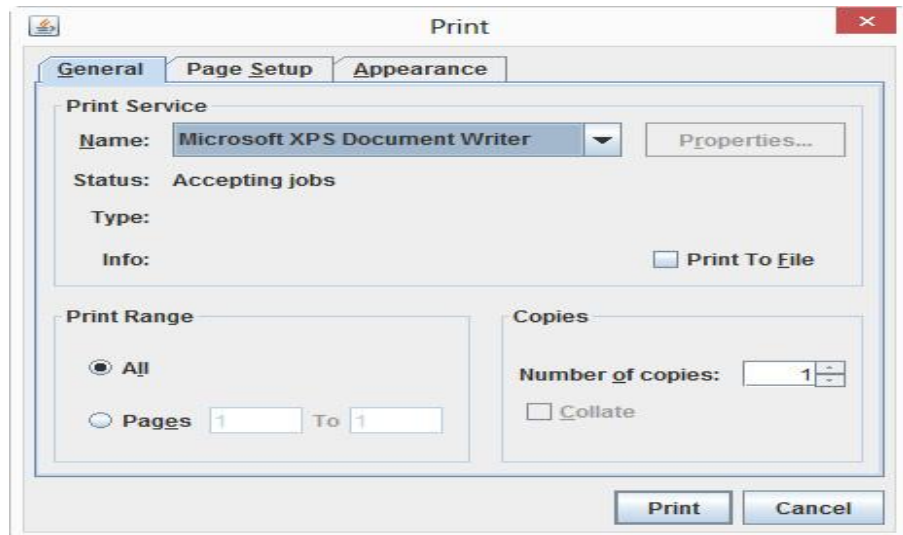 Print
General Page Setup Appearance
Print Service
Name: Microsoft XPS Document Writer Properties...
Status: Accepting jobs
Type:
Info: Print To File
Print Range
All
Pages 1 To 1
Copies
Number of copies: 1
Collate
Print Cancel